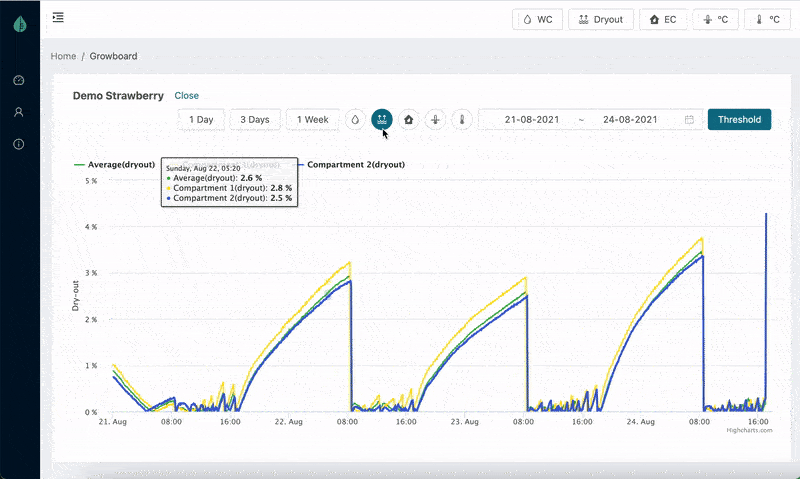 WC Dryout EC °C °C
Home / Growboard
Demo Strawberry Close
1 Day 3 Days 1 Week 21-08-2021 ~ 24-08-2021 Threshold
Average(dryout) Compartment 2(dryout)
Sunday, Aug 22, 05:20
Average(dryout): 2.6 %
Compartment 1(dryout): 2.8 %
Compartment 2(dryout): 2.5 %
Dry-out
5 %
4 %
3 %
2 %
1 %
0 %
21. Aug 08:00 16:00 22. Aug 08:00 16:00 23. Aug 08:00 16:00 24. Aug 08:00 16:00
Highcharts.com